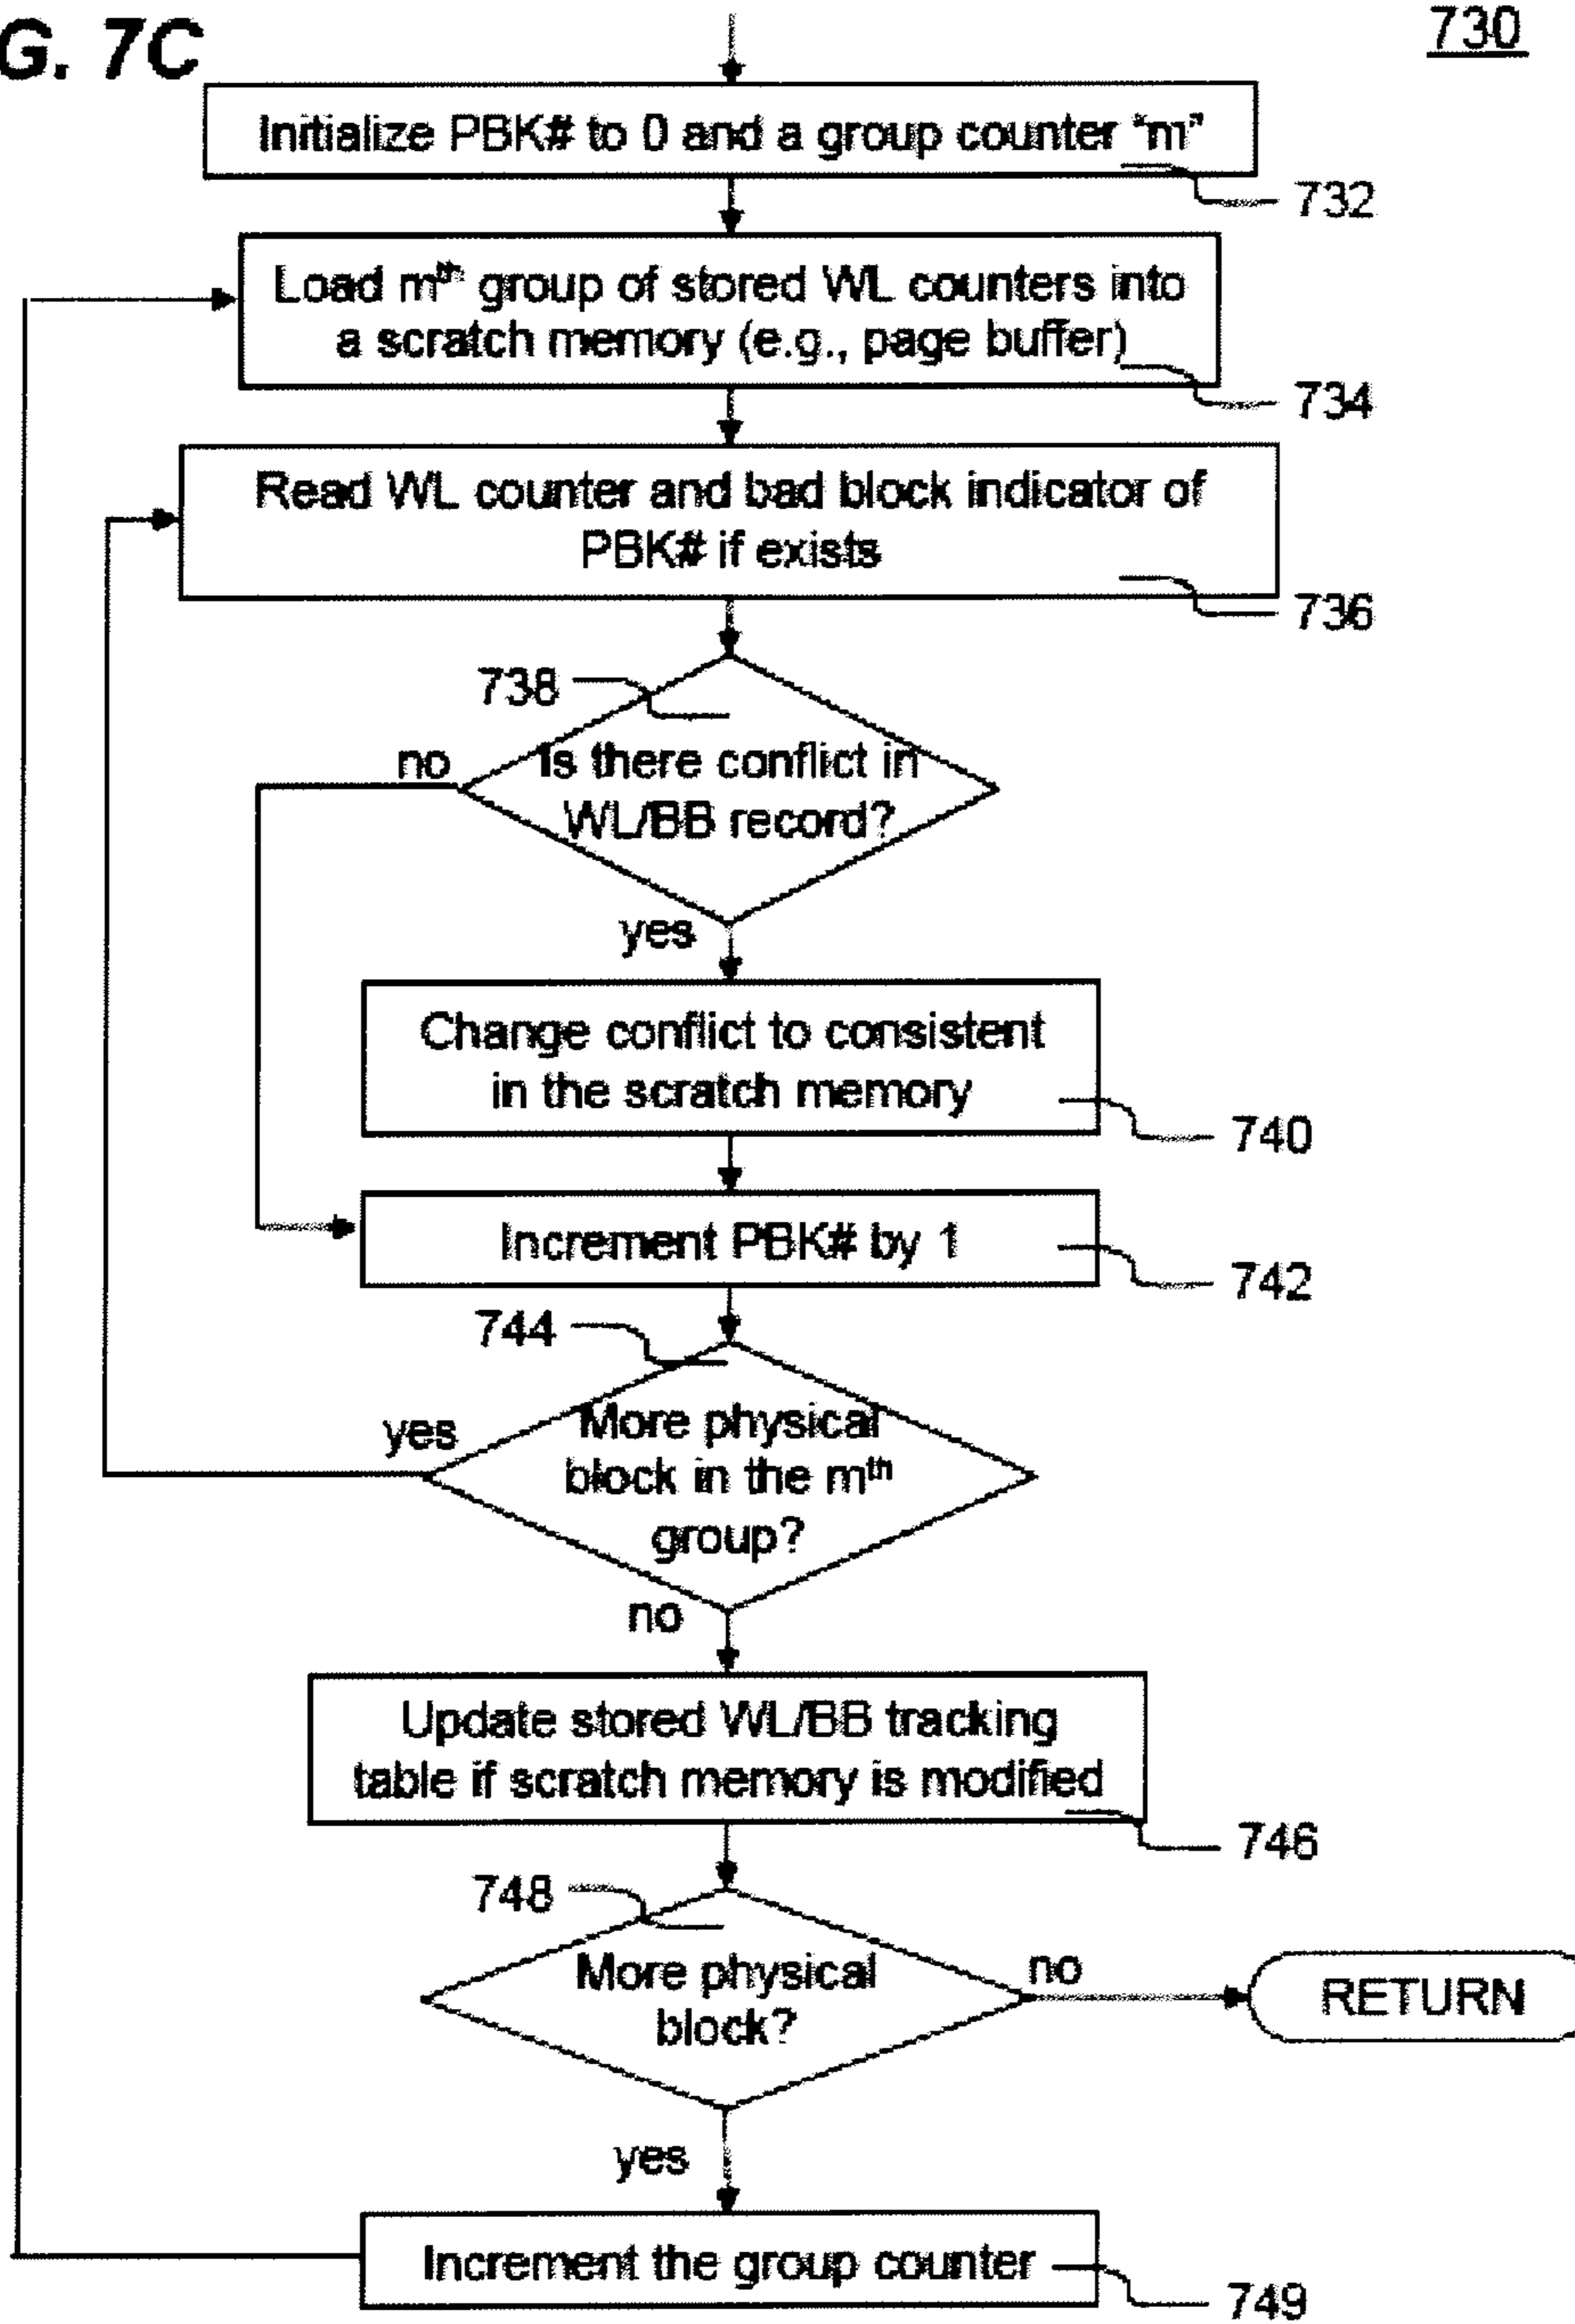 G. 7C
730
Initialize PBK# to 0 and a group counter "m"
732
Load mth group of stored WL counters into
a scratch memory (e.g., page buffer)
734
Read WL counter and bad block indicator of
PBK# if exists
736
738
no
Is there conflict in
WL/BB record?
yes
Change conflict to consistent
in the scratch memory
740
Increment PBK# by 1
742
744
yes
More physical
block in the mth
group?
no
Update stored WL/BB tracking
table if scratch memory is modified
746
748
More physical
block?
no
RETURN
yes
Increment the group counter
749